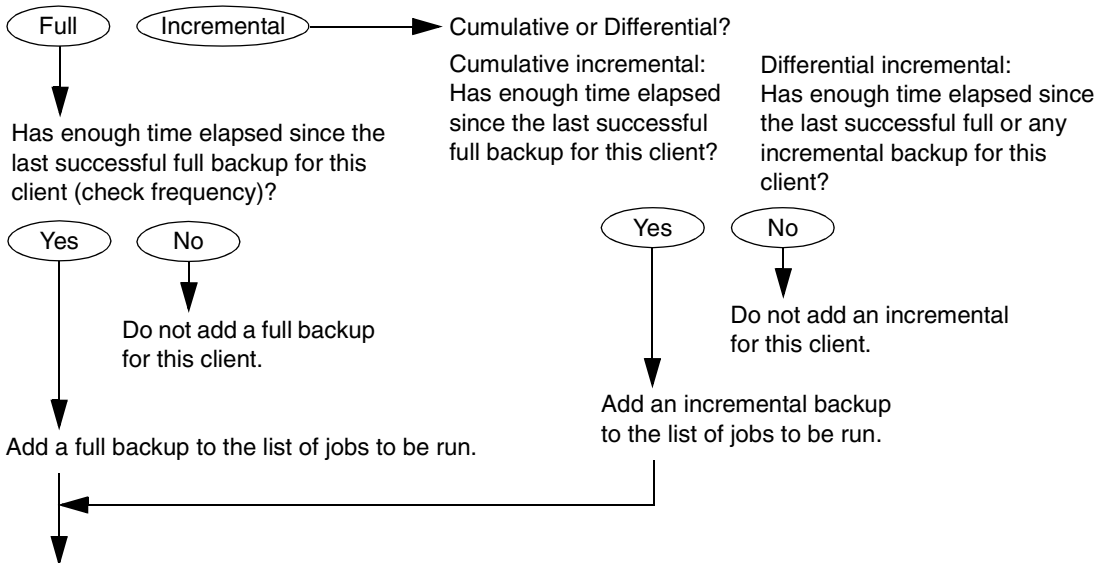 Full
Incremental
Cumulative or Differential?
Cumulative incremental:
Has enough time elapsed
since the last successful
full backup for this client?
Differential incremental:
Has enough time elapsed since
the last successful full or any
incremental backup for this
client?
Has enough time elapsed since the
last successful full backup for this
client (check frequency)?
Yes
No
Yes
No
Do not add a full backup
for this client.
Do not add an incremental
for this client.
Add an incremental backup
to the list of jobs to be run.
Add a full backup to the list of jobs to be run.